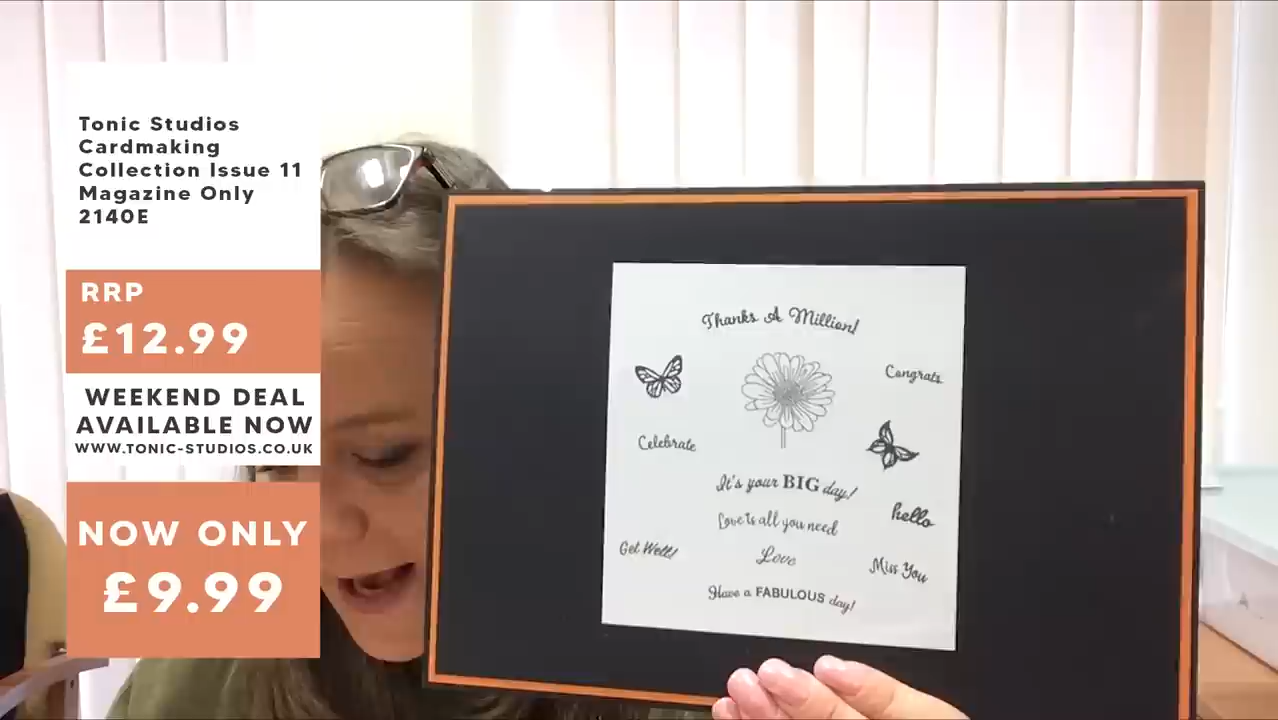 Tonic Studios
Cardmaking
Collection Issue 11
Magazine Only
2140E
RRP
£12.99
WEEKEND DEAL
AVAILABLE NOW
WWW.TONIC-STUDIOS.CO.UK
NOW ONLY
£9.99
Thanks A Million!
Congrats
Celebrate
It's your BIG day!
hello
Love is all you need
Get Well!
Love
Miss You
Have a FABULOUS day!